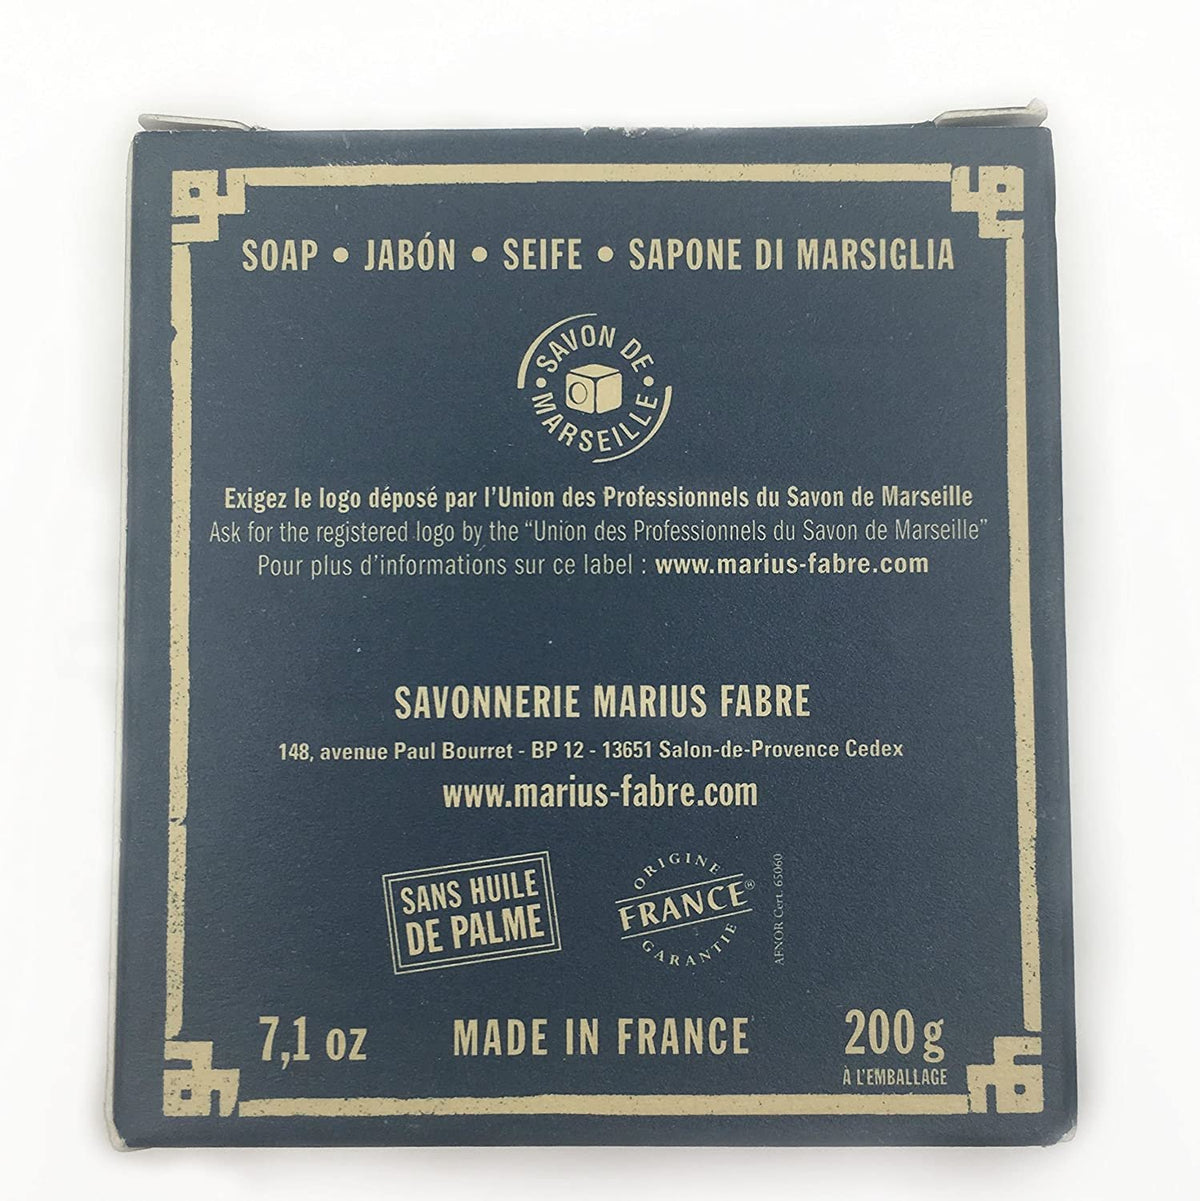 SOAP • JABÓN • SEIFE • SAPONE DI MARSIGLIA
SAVON DE
• MARSEILLE •
Exigez le logo déposé par l'Union des Professionnels du Savon de Marseille
Ask for the registered logo by the “Union des Professionnels du Savon de Marseille”
Pour plus d'informations sur ce label : www.marius-fabre.com
SAVONNERIE MARIUS FABRE
148, avenue Paul Bourret - BP 12 - 13651 Salon-de-Provence Cedex
www.marius-fabre.com
SANS HUILE
DE PALME
ORIGINE
FRANCE®
GARANTIE
AFNOR Cert. 65060
7,1 oz
MADE IN FRANCE
200 g
À L'EMBALLAGE